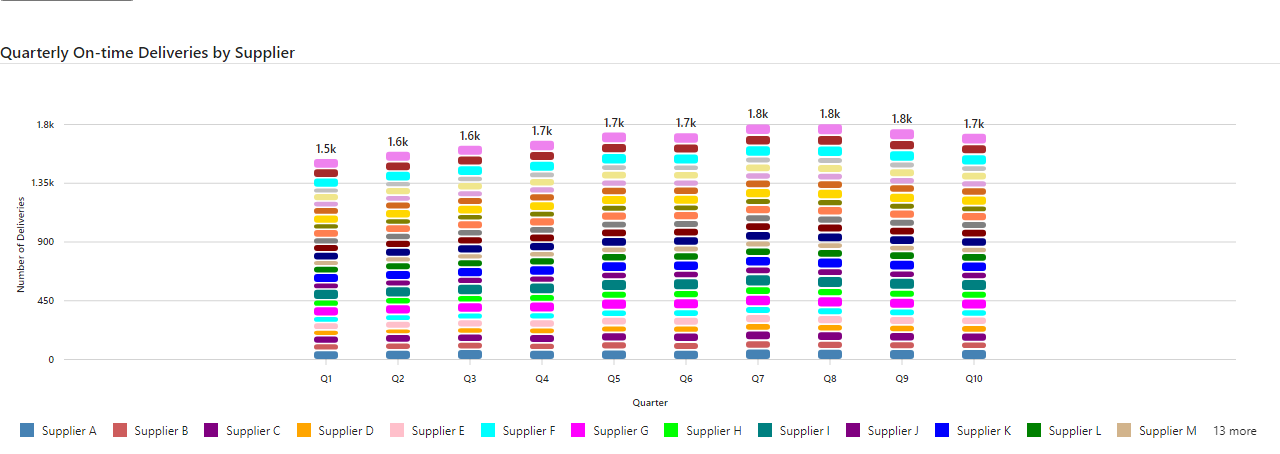 Quarterly On-time Deliveries by Supplier
1.5k 1.6k 1.6k 1.7k 1.7k 1.7k 1.8k 1.8k 1.8k 1.7k
1.8k
1.35k
900
450
0
Number of Deliveries
Q1 Q2 Q3 Q4 Q5 Q6 Q7 Q8 Q9 Q10
Quarter
Supplier A Supplier B Supplier C Supplier D Supplier E Supplier F Supplier G Supplier H Supplier I Supplier J Supplier K Supplier L Supplier M 13 more